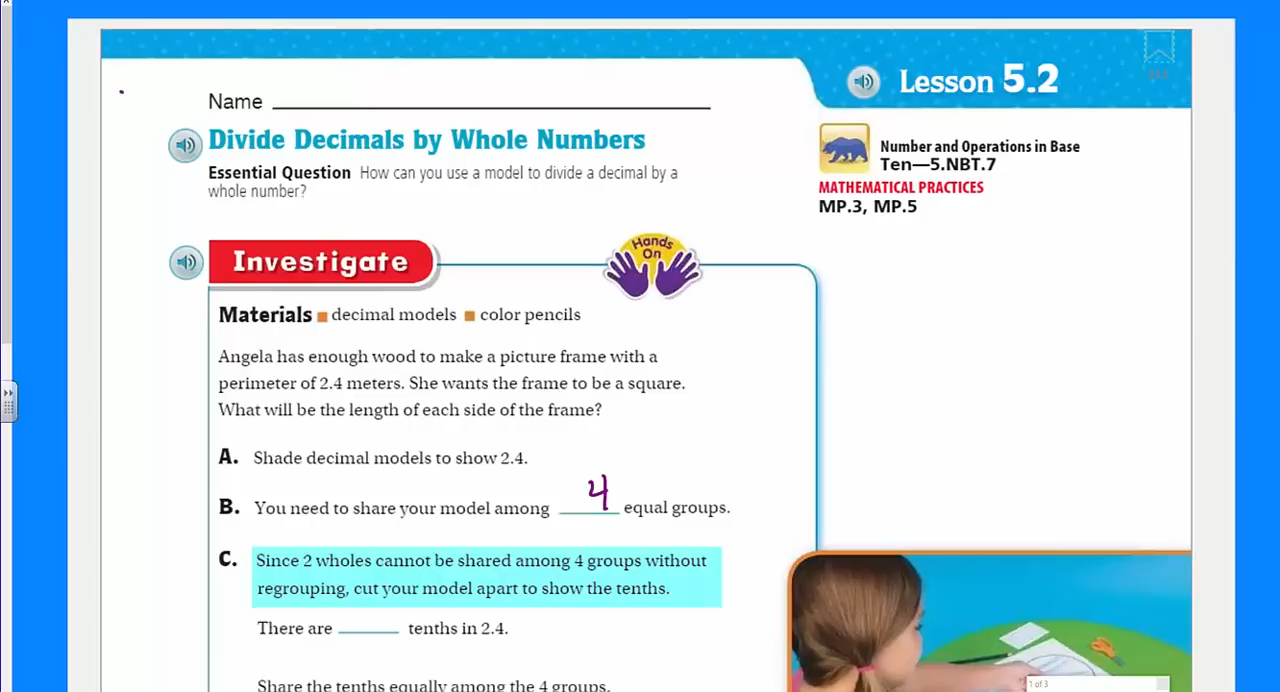 Lesson 5.2
Name
Divide Decimals by Whole Numbers
Essential Question How can you use a model to divide a decimal by a
whole number?
Number and Operations in Base
Ten—5.NBT.7
MATHEMATICAL PRACTICES
MP.3, MP.5
Investigate
Hands
On
Materials decimal models color pencils
Angela has enough wood to make a picture frame with a
perimeter of 2.4 meters. She wants the frame to be a square.
What will be the length of each side of the frame?
A. Shade decimal models to show 2.4.
B. You need to share your model among 4 equal groups.
C. Since 2 wholes cannot be shared among 4 groups without
regrouping, cut your model apart to show the tenths.
There are ______ tenths in 2.4.
Share the tenths equally among the 4 groups.
1 of 3